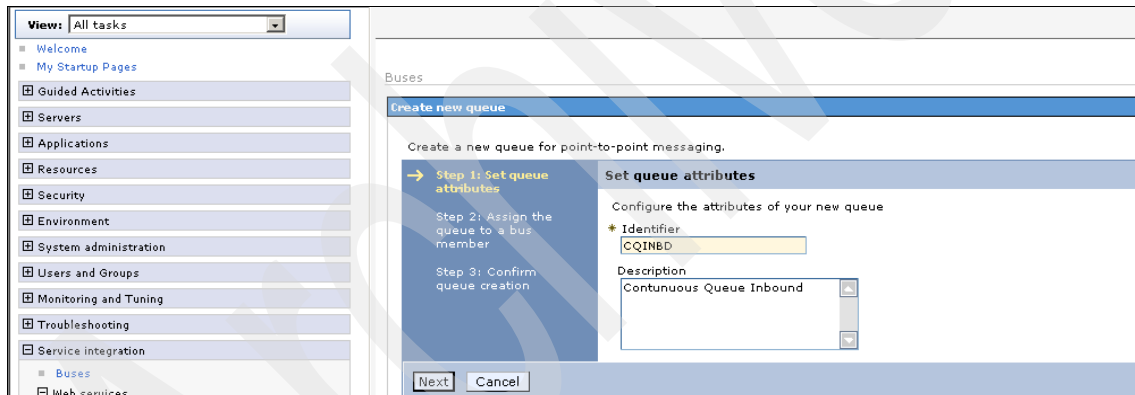 View: All tasks
Welcome
My Startup Pages
Guided Activities
Servers
Applications
Resources
Security
Environment
System administration
Users and Groups
Monitoring and Tuning
Troubleshooting
Service integration
Buses
Web services
Buses
Create new queue
Create a new queue for point-to-point messaging.
Step 1: Set queue
attributes
Step 2: Assign the
queue to a bus
member
Step 3: Confirm
queue creation
Set queue attributes
Configure the attributes of your new queue
* Identifier
CQINBD
Description
Contunuous Queue Inbound
Next Cancel